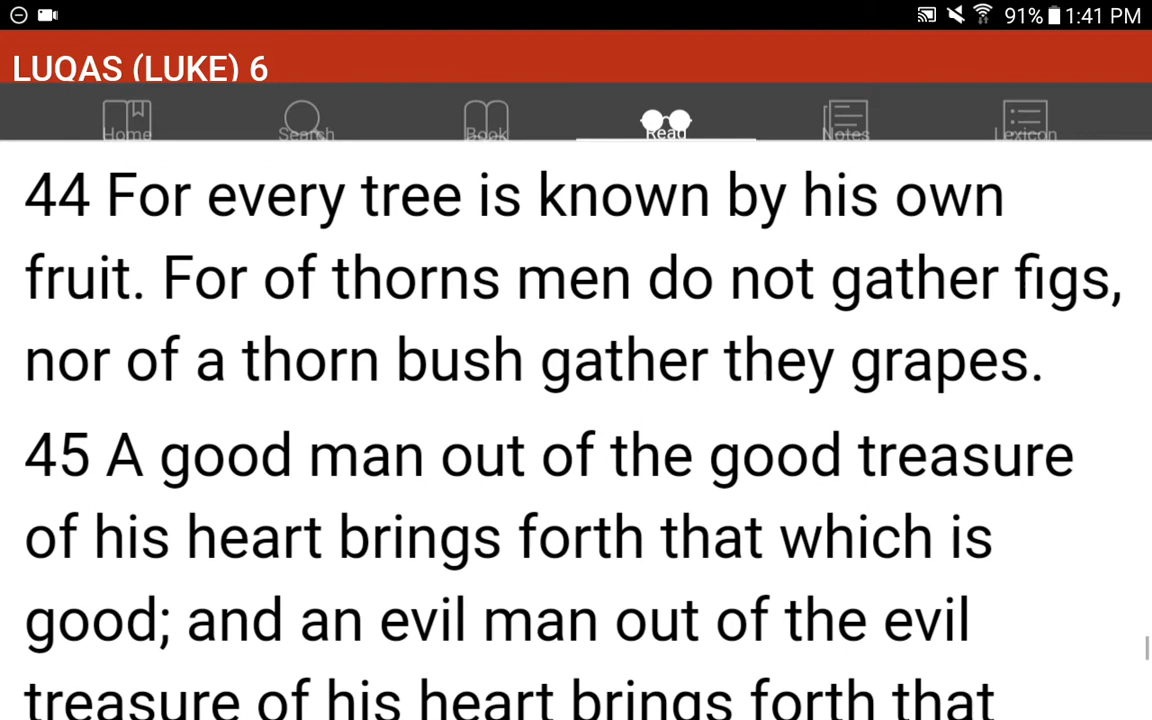 91% 1:41 PM
LUQAS (LUKE) 6
Home Search Book Read Notes Lexicon
44 For every tree is known by his own
fruit. For of thorns men do not gather figs,
nor of a thorn bush gather they grapes.
45 A good man out of the good treasure
of his heart brings forth that which is
good; and an evil man out of the evil
treasure of his heart brings forth that